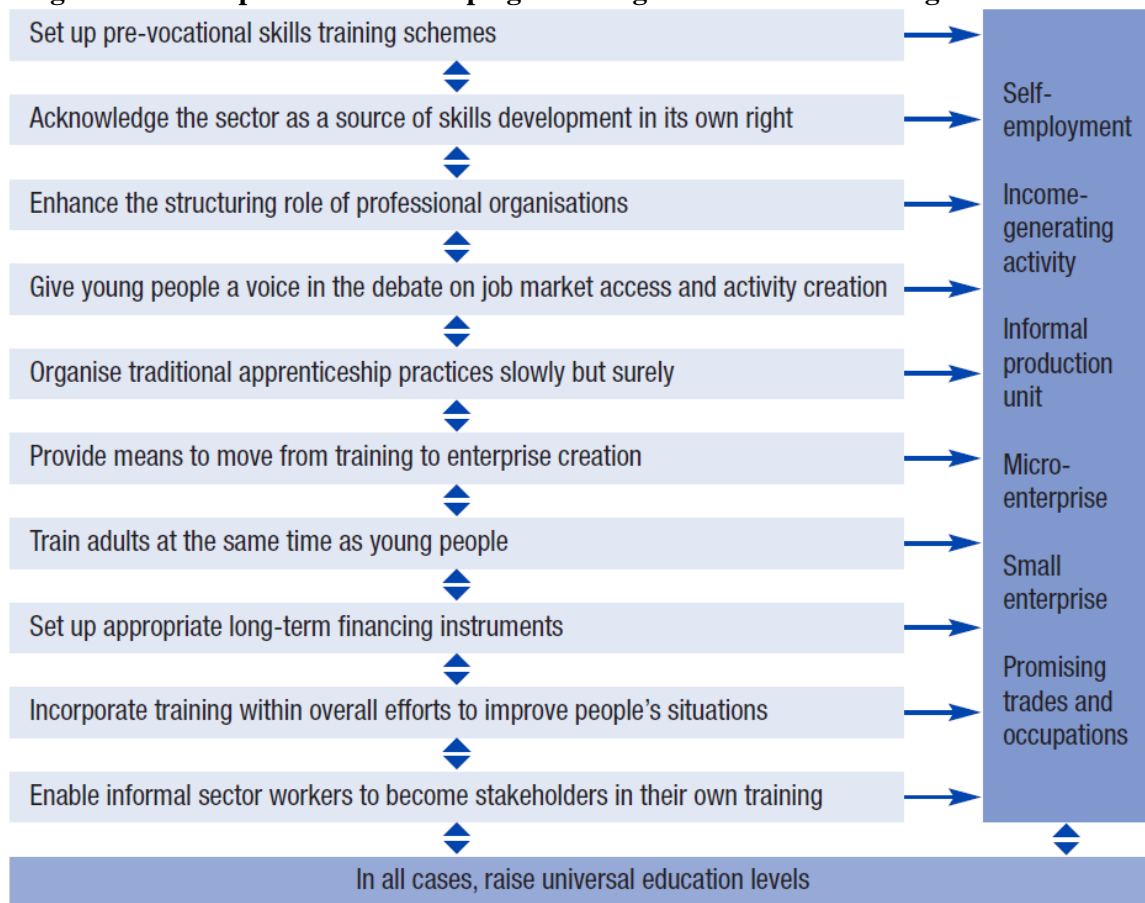 Set up pre-vocational skills training schemes
Acknowledge the sector as a source of skills development in its own right
Enhance the structuring role of professional organisations
Give young people a voice in the debate on job market access and activity creation
Organise traditional apprenticeship practices slowly but surely
Provide means to move from training to enterprise creation
Train adults at the same time as young people
Set up appropriate long-term financing instruments
Incorporate training within overall efforts to improve people's situations
Enable informal sector workers to become stakeholders in their own training
Self-
employment
Income-
generating
activity
Informal
production
unit
Micro-
enterprise
Small
enterprise
Promising
trades and
occupations
In all cases, raise universal education levels